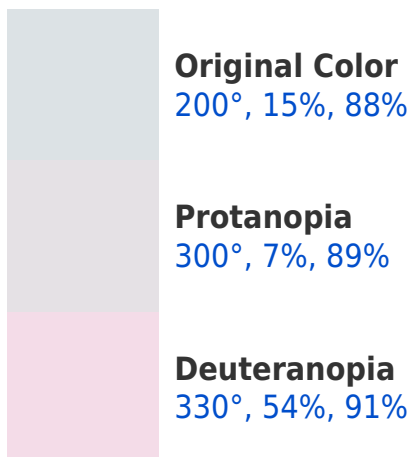 Original Color
200°, 15%, 88%
Protanopia
300°, 7%, 89%
Deuteranopia
330°, 54%, 91%